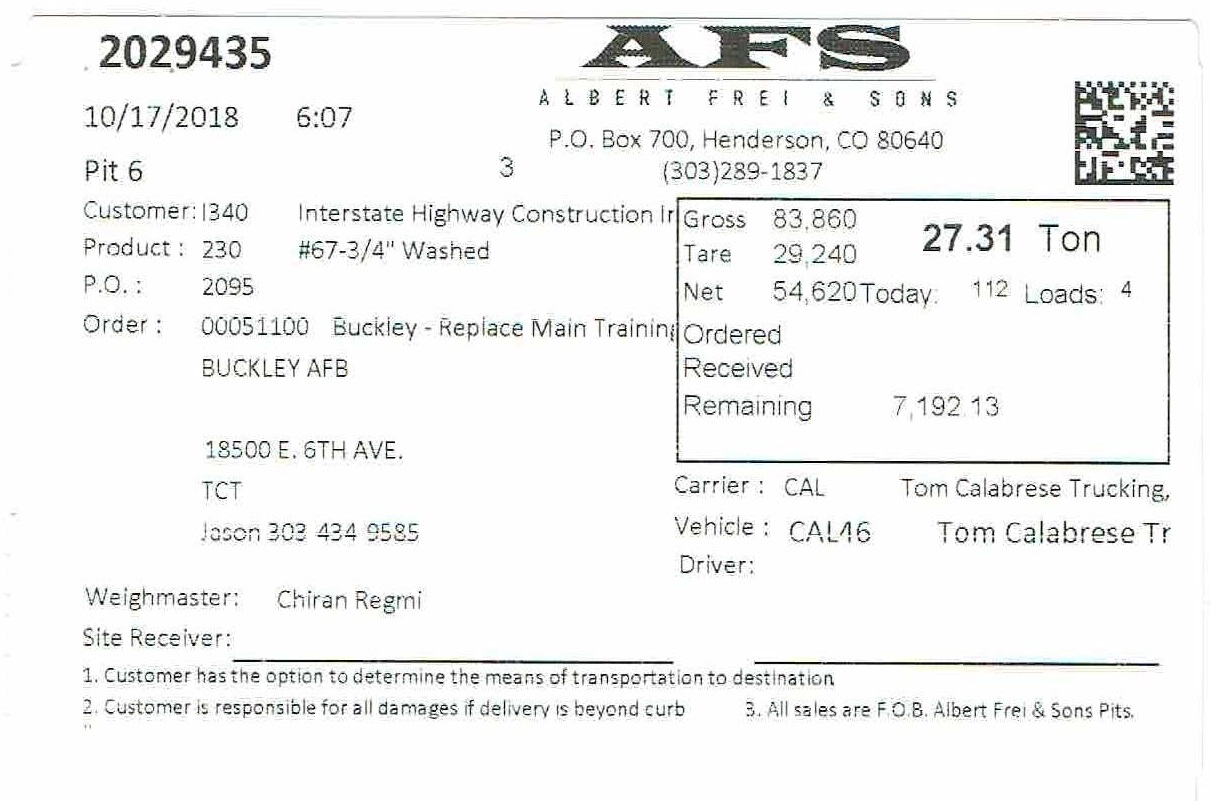 2029435
AFS
ALBERT FREI & SONS
10/17/2018 6:07
P.O. Box 700, Henderson, CO 80640
Pit 6 3 (303)289-1837
Customer: I340 Interstate Highway Construction Ir
Product : 230 #67-3/4" Washed
P.O. : 2095
Order : 00051100 Buckley - Replace Main Training
BUCKLEY AFB
18500 E. 6TH AVE.
TCT
Jason 303 434 9585
Gross 83,860
27.31 Ton
Tare 29,240
Net 54,620 Today: 112 Loads: 4
Ordered
Received
Remaining 7,192.13
Carrier : CAL Tom Calabrese Trucking,
Vehicle : CAL46 Tom Calabrese Tr
Driver:
Weighmaster: Chiran Regmi
Site Receiver:
1. Customer has the option to determine the means of transportation to destination
2. Customer is responsible for all damages if delivery is beyond curb 3. All sales are F.O.B. Albert Frei & Sons Pits.